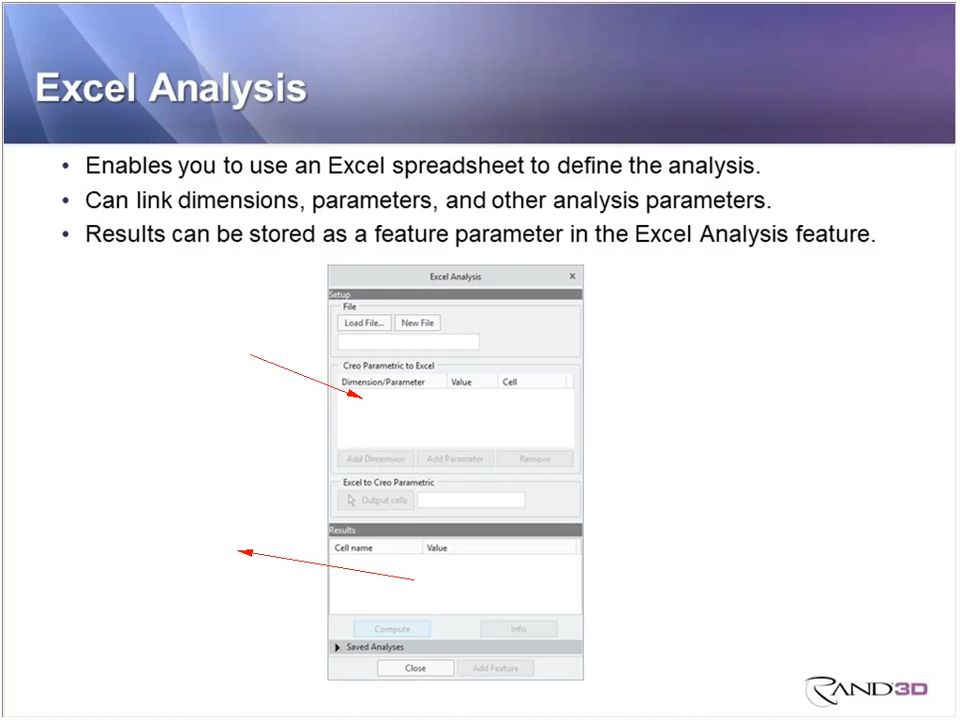 Excel Analysis
• Enables you to use an Excel spreadsheet to define the analysis.
• Can link dimensions, parameters, and other analysis parameters.
• Results can be stored as a feature parameter in the Excel Analysis feature.
Excel Analysis ×
Setup
File
Load File... New File
Creo Parametric to Excel
Dimension/Parameter Value Cell
Add Dimension Add Parameter Remove
Excel to Creo Parametric
Output cells
Results
Cell name Value
Compute Info
Saved Analyses
Close Add Feature
RAND 3D